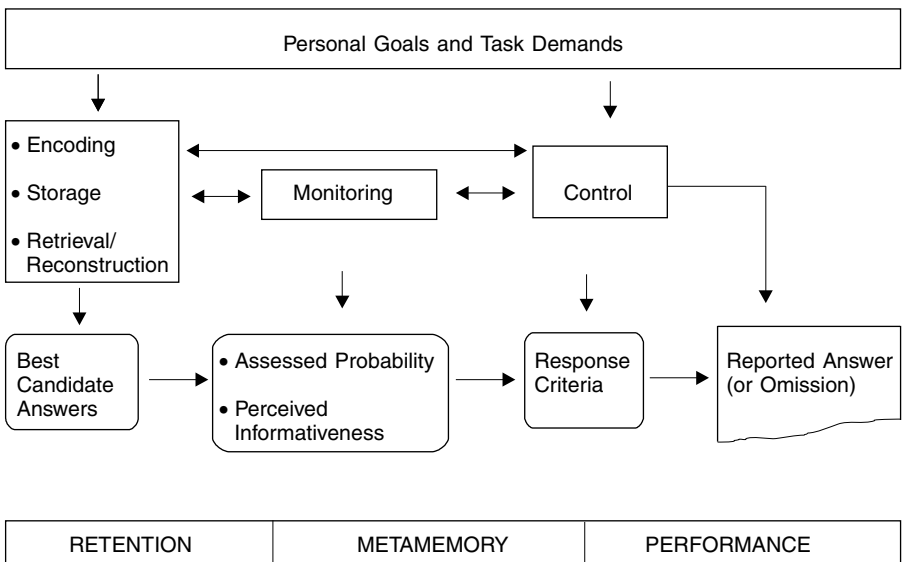 Personal Goals and Task Demands
• Encoding
• Storage
• Retrieval/
Reconstruction
Monitoring
Control
Best
Candidate
Answers
• Assessed Probability
• Perceived
Informativeness
Response
Criteria
Reported Answer
(or Omission)
RETENTION
METAMEMORY
PERFORMANCE